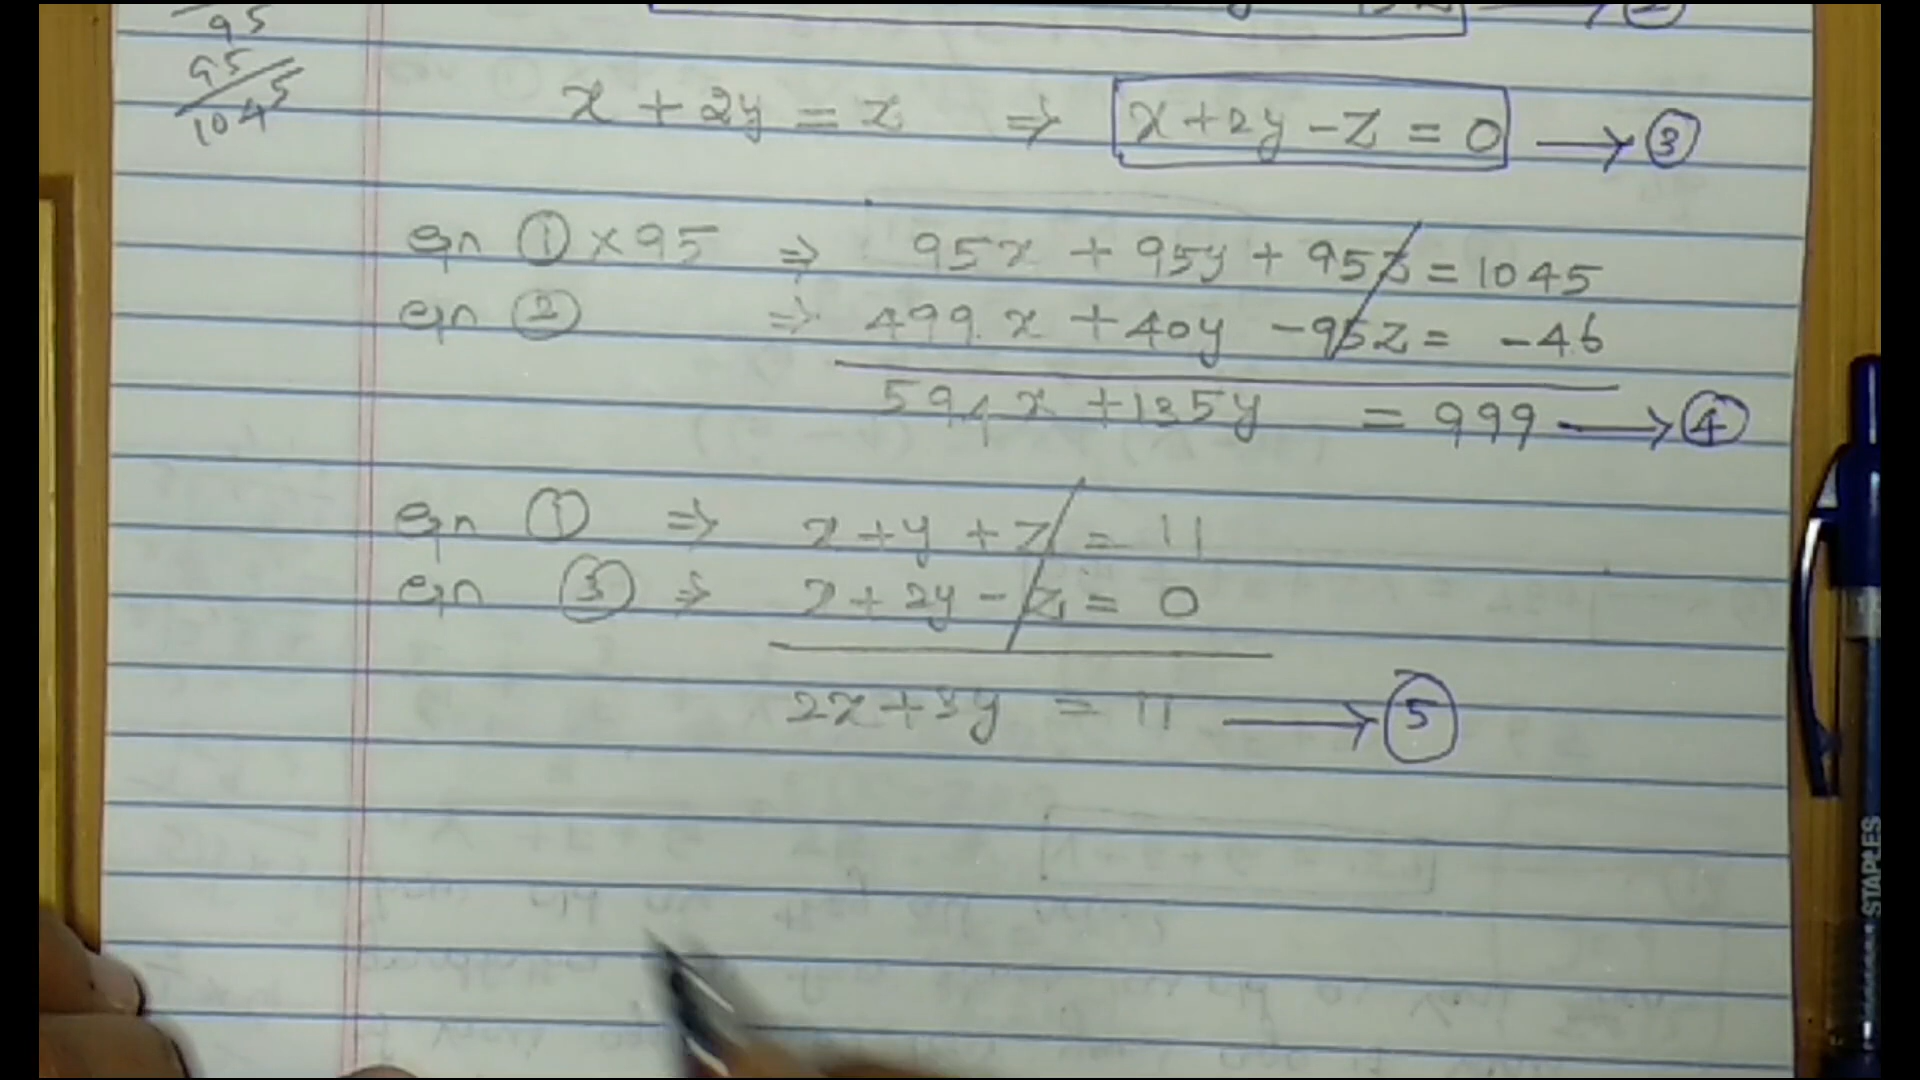 95
95
1045
x + 2y = z ⇒ x+2y-z = 0 → ③
eqn ① × 95 ⇒ 95x + 95y + 95z = 1045
eqn ② ⇒ 499x + 40y - 95z = -46
594x + 135y = 999 → ④
eqn ① ⇒ x+y+z = 11
eqn ③ ⇒ x+2y-z = 0
2x+3y = 11 → ⑤
STAPLES